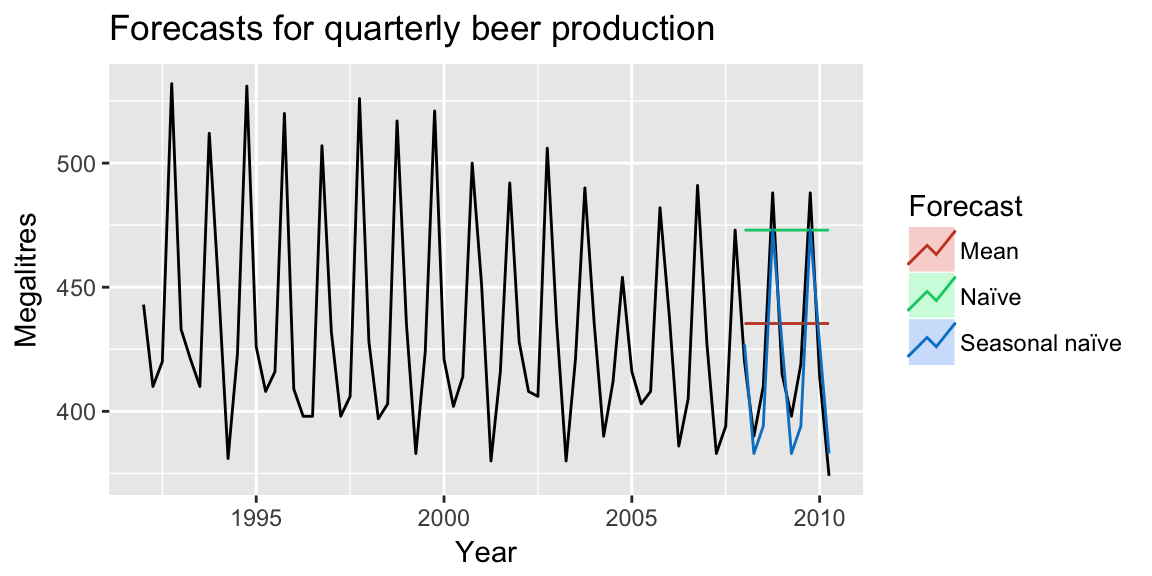 Forecasts for quarterly beer production
Megalitres
500
450
400
1995
2000
2005
2010
Year
Forecast
Mean
Naïve
Seasonal naïve